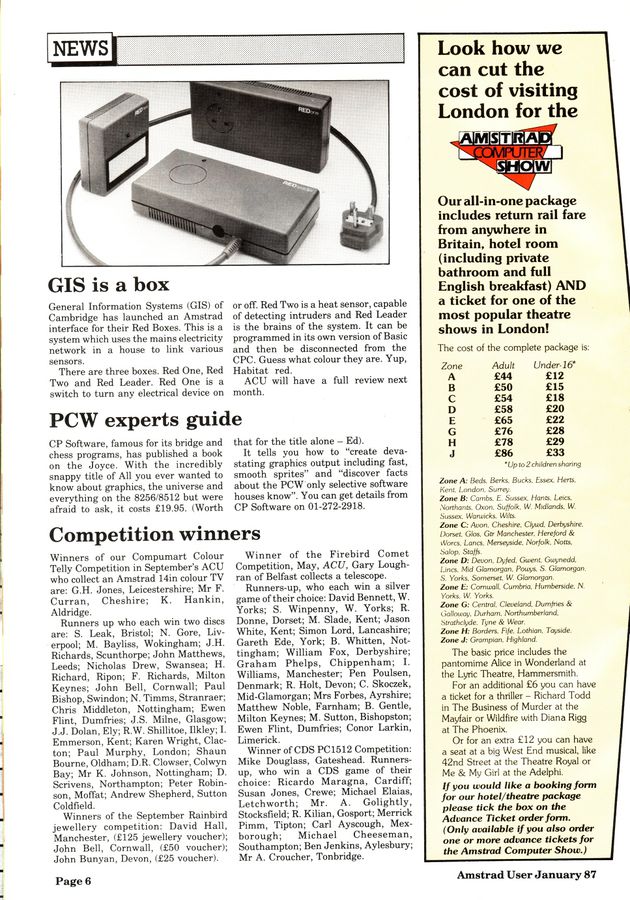 NEWS
RED one
RED leader
GIS is a box
General Information Systems (GIS) of
Cambridge has launched an Amstrad
interface for their Red Boxes. This is a
system which uses the mains electricity
network in a house to link various
sensors.
There are three boxes. Red One, Red
Two and Red Leader. Red One is a
switch to turn any electrical device on
or off. Red Two is a heat sensor, capable
of detecting intruders and Red Leader
is the brains of the system. It can be
programmed in its own version of Basic
and then be disconnected from the
CPC. Guess what colour they are. Yup,
Habitat red.
ACU will have a full review next
month.
PCW experts guide
CP Software, famous for its bridge and
chess programs, has published a book
on the Joyce. With the incredibly
snappy title of All you ever wanted to
know about graphics, the universe and
everything on the 8256/8512 but were
afraid to ask, it costs £19.95. (Worth
that for the title alone – Ed).
It tells you how to "create deva-
stating graphics output including fast,
smooth sprites" and "discover facts
about the PCW only selective software
houses know". You can get details from
CP Software on 01-272-2918.
Competition winners
Winners of our Compumart Colour
Telly Competition in September's ACU
who collect an Amstrad 14in colour TV
are: G.H. Jones, Leicestershire; Mr F.
Curran, Cheshire; K. Hankin,
Aldridge.
Runners up who each win two discs
are: S. Leak, Bristol; N. Gore, Liv-
erpool; M. Bayliss, Wokingham; J.H.
Richards, Scunthorpe; John Matthews,
Leeds; Nicholas Drew, Swansea; H.
Richard, Ripon; F. Richards, Milton
Keynes; John Bell, Cornwall; Paul
Bishop, Swindon; N. Timms, Stranraer;
Chris Middleton, Nottingham; Ewen
Flint, Dumfries; J.S. Milne, Glasgow;
J.J. Dolan, Ely; R.W. Shillitoe, Ilkley; I.
Emmerson, Kent; Karen Wright, Clac-
ton; Paul Murphy, London; Shaun
Bourne, Oldham; D.R. Clowser, Colwyn
Bay; Mr K. Johnson, Nottingham; D.
Scrivens, Northampton; Peter Robin-
son, Moffat; Andrew Shepherd, Sutton
Coldfield.
Winners of the September Rainbird
jewellery competition: David Hall,
Manchester, (£125 jewellery voucher);
John Bell, Cornwall, (£50 voucher);
John Bunyan, Devon, (£25 voucher).
Winner of the Firebird Comet
Competition, May, ACU, Gary Lough-
ran of Belfast collects a telescope.
Runners-up, who each win a silver
game of their choice: David Bennett, W.
Yorks; S. Winpenny, W. Yorks; R.
Donne, Dorset; M. Slade, Kent; Jason
White, Kent; Simon Lord, Lancashire;
Gareth Ede, York; B. Whitten, Not-
tingham; William Fox, Derbyshire;
Graham Phelps, Chippenham; I.
Williams, Manchester; Pen Poulsen,
Denmark; R. Holt, Devon; C. Skoczek,
Mid-Glamorgan; Mrs Forbes, Ayrshire;
Matthew Noble, Farnham; B. Gentle,
Milton Keynes; M. Sutton, Bishopston;
Ewen Flint, Dumfries; Conor Larkin,
Limerick.
Winner of CDS PC1512 Competition:
Mike Douglass, Gateshead. Runners-
up, who win a CDS game of their
choice: Ricardo Maragna, Cardiff;
Susan Jones, Crewe; Michael Elaias,
Letchworth; Mr. A. Golightly,
Stocksfield; R. Kilian, Gosport; Merrick
Pimm, Tipton; Carl Ayscough, Mex-
borough; Michael Cheeseman,
Southampton; Ben Jenkins, Aylesbury;
Mr A. Croucher, Tonbridge.
Look how we
can cut the
cost of visiting
London for the
AMSTRAD
COMPUTER
SHOW
Our all-in-one package
includes return rail fare
from anywhere in
Britain, hotel room
(including private
bathroom and full
English breakfast) AND
a ticket for one of the
most popular theatre
shows in London!
The cost of the complete package is:
Zone Adult Under-16*
A £44 £12
B £50 £15
C £54 £18
D £58 £20
E £65 £22
G £76 £28
H £78 £29
J £86 £33
*Up to 2 children sharing
Zone A: Beds. Berks. Bucks. Essex. Herts.
Kent. London. Surrey.
Zone B: Cambs. E. Sussex. Hants. Leics.
Northants. Oxon. Suffolk. W. Midlands. W.
Sussex. Warwicks. Wilts.
Zone C: Avon. Cheshire. Clywd. Derbyshire.
Dorset. Glos. Gtr Manchester. Hereford &
Worcs. Lancs. Merseyside. Norfolk. Notts.
Salop. Staffs.
Zone D: Devon. Dyfed. Gwent. Gwynedd.
Lincs. Mid Glamorgan. Powys. S. Glamorgan.
S. Yorks. Somerset. W. Glamorgan.
Zone E: Cornwall. Cumbria. Humberside. N.
Yorks. W. Yorks.
Zone G: Central. Cleveland. Dumfries &
Galloway. Durham. Northumberland.
Strathclyde. Tyne & Wear.
Zone H: Borders. Fife. Lothian. Tayside.
Zone J: Grampian. Highland.
The basic price includes the
pantomime Alice in Wonderland at
the Lyric Theatre, Hammersmith.
For an additional £6 you can have
a ticket for a thriller – Richard Todd
in The Business of Murder at the
Mayfair or Wildfire with Diana Rigg
at The Phoenix.
Or for an extra £12 you can have
a seat at a big West End musical, like
42nd Street at the Theatre Royal or
Me & My Girl at the Adelphi.
If you would like a booking form
for our hotel/theatre package
please tick the box on the
Advance Ticket order form.
(Only available if you also order
one or more advance tickets for
the Amstrad Computer Show.)
Page 6
Amstrad User January 87